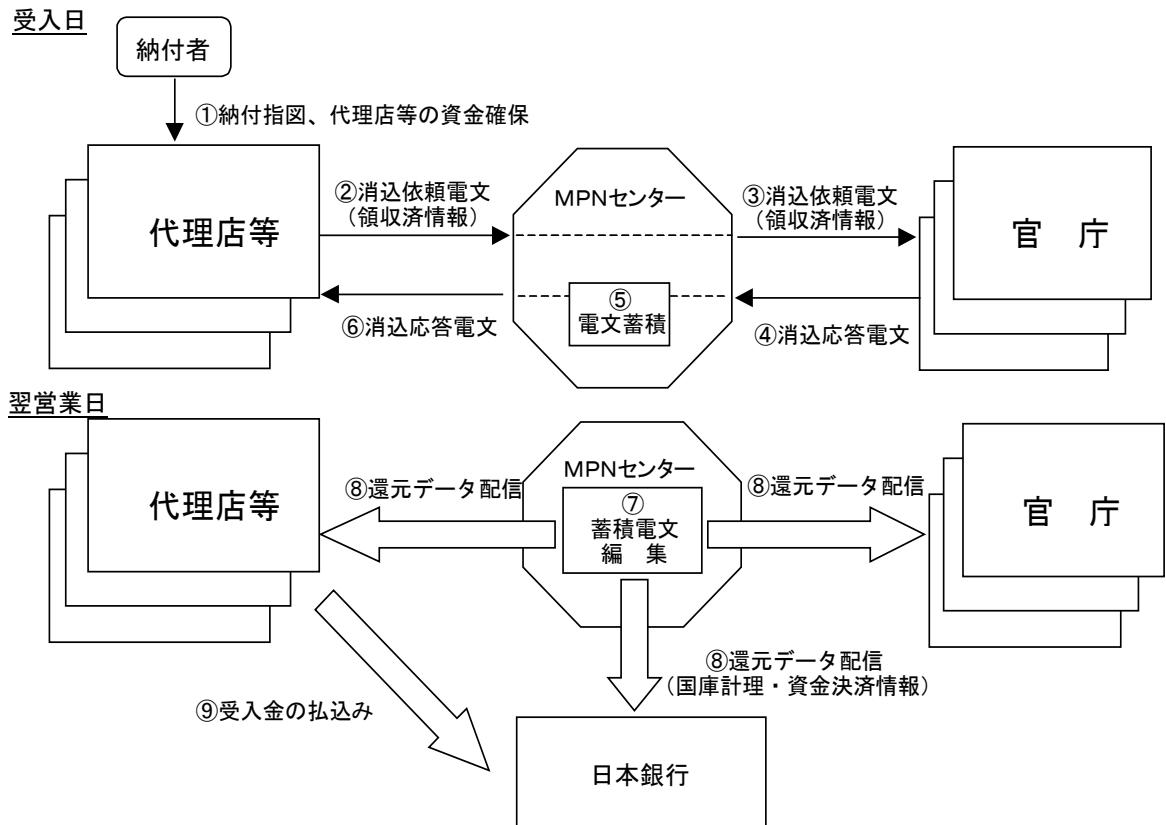 受入日
納付者
①納付指図、代理店等の資金確保
代理店等
②消込依頼電文
（領収済情報）
MPNセンター
③消込依頼電文
（領収済情報）
官　庁
⑤
電文蓄積
⑥消込応答電文
④消込応答電文
翌営業日
代理店等
⑧還元データ配信
MPNセンター
⑦
蓄積電文
編　集
⑧還元データ配信
官　庁
⑧還元データ配信
（国庫計理・資金決済情報）
⑨受入金の払込み
日本銀行